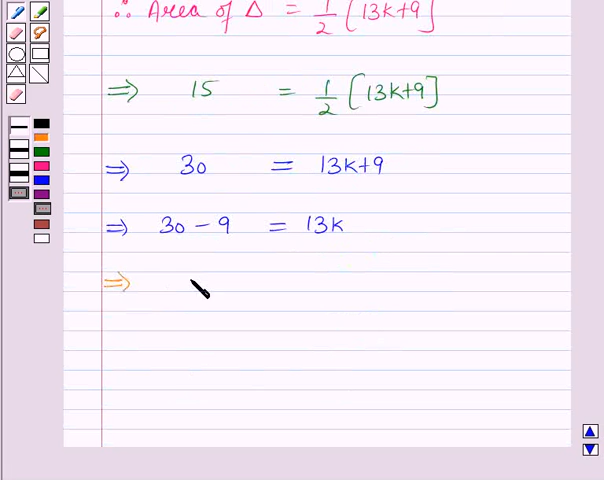 ∴ Area of Δ = 1/2 [13k+9]
⇒ 15 = 1/2 [13k+9]
⇒ 30 = 13k+9
⇒ 30 - 9 = 13k
⇒